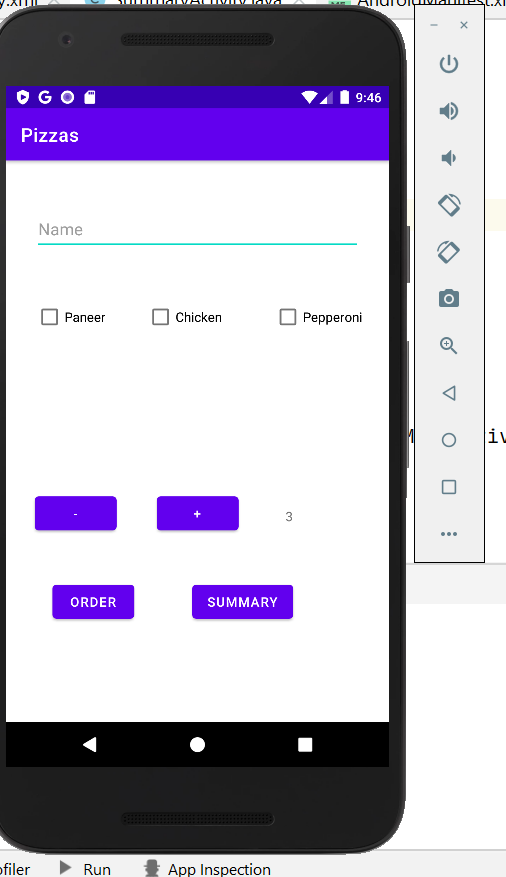 y.xml SummaryActivity.java AndroidManifest.xm
9:46
Pizzas
Name
Paneer Chicken Pepperoni
M iv
- + 3
ORDER SUMMARY
ofiler Run App Inspection